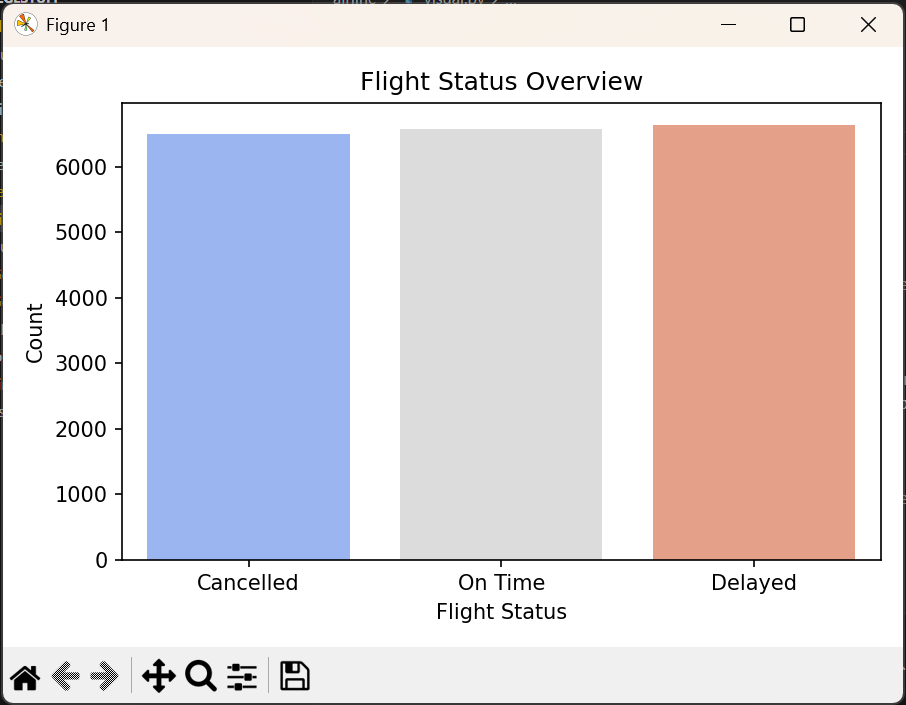 Figure 1
Flight Status Overview
6000
5000
4000
3000
2000
1000
0
Count
Cancelled
On Time
Delayed
Flight Status